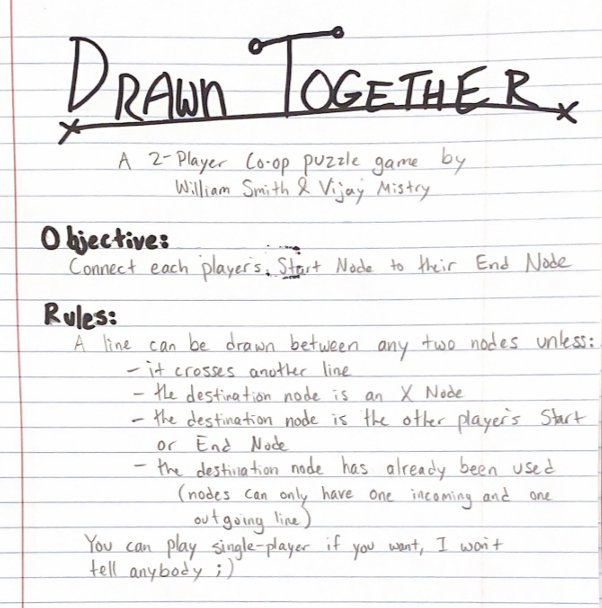 DRAWN TOGETHER
A 2-Player Co-op puzzle game by
William Smith & Vijay Mistry
Objective:
Connect each player's Start Node to their End Node
Rules:
A line can be drawn between any two nodes unless:
- it crosses another line
- the destination node is an X Node
- the destination node is the other player's Start
or End Node
- the destination node has already been used
(nodes can only have one incoming and one
outgoing line)
You can play single-player if you want, I won't
tell anybody ;)